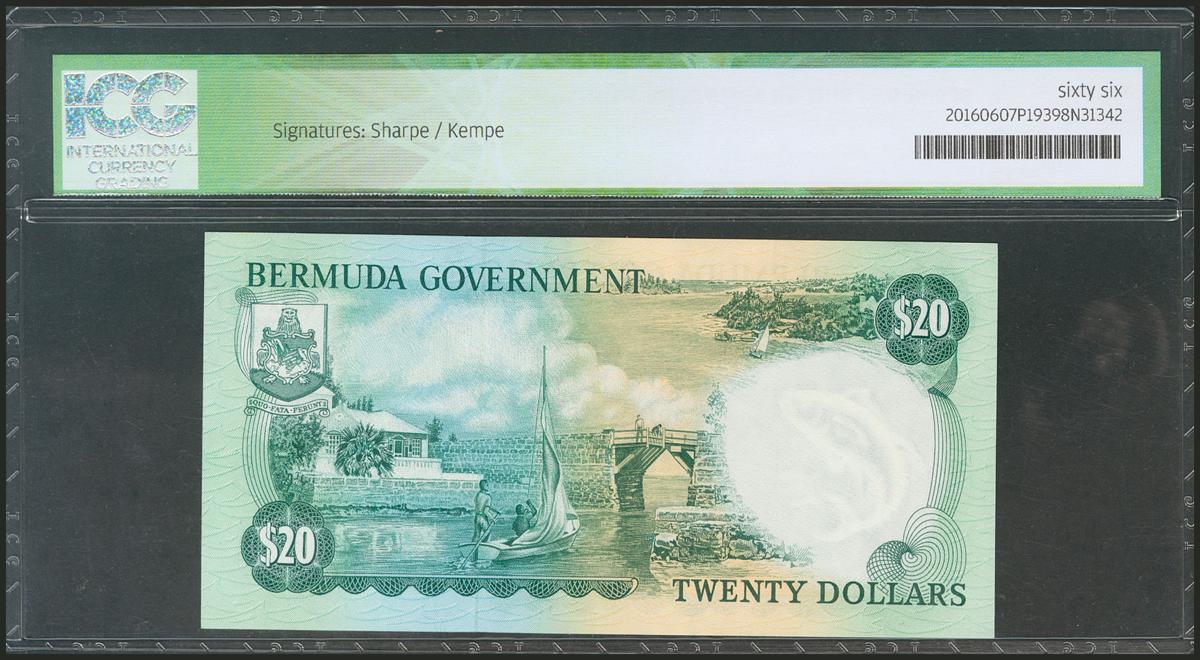 ICG
INTERNATIONAL
CURRENCY
GRADING
Signatures: Sharpe / Kempe
sixty six
20160607P19398N31342
BERMUDA GOVERNMENT
$20
QUO·FATA·FERUNT
$20
TWENTY DOLLARS